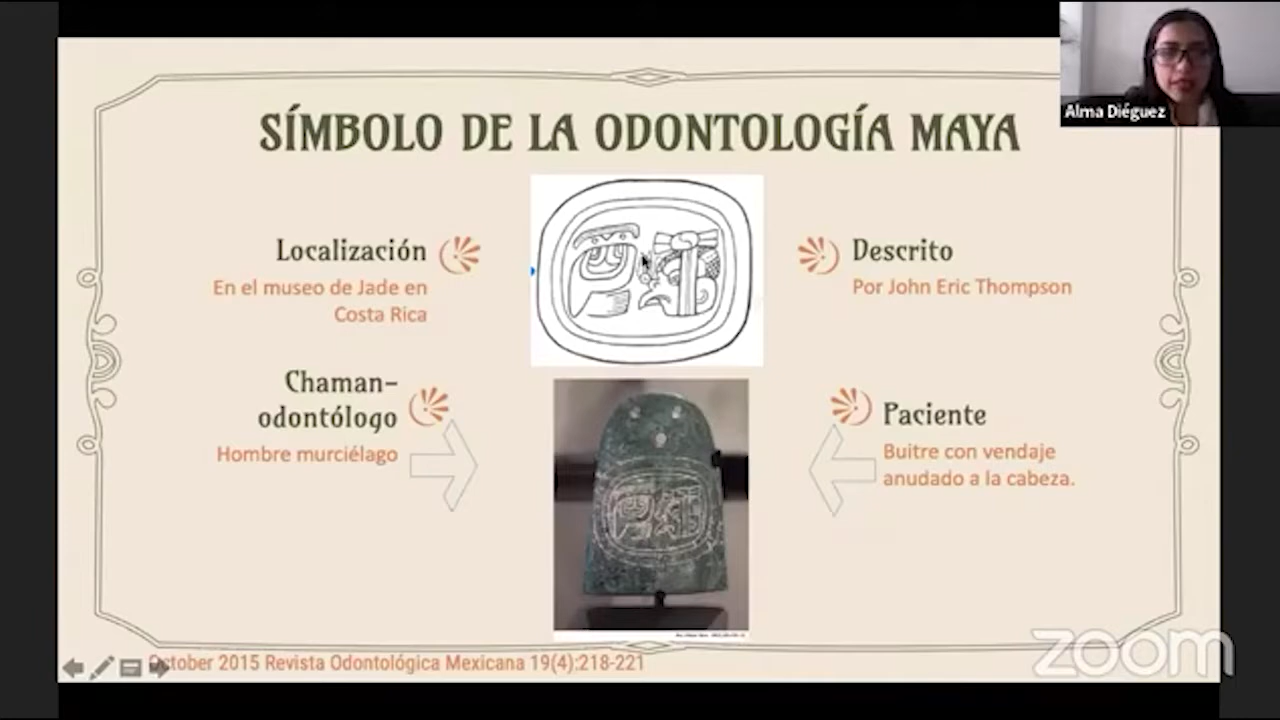 Alma Diéguez
SÍMBOLO DE LA ODONTOLOGÍA MAYA
Localización
En el museo de Jade en
Costa Rica
Descrito
Por John Eric Thompson
Chaman-
odontólogo
Hombre murciélago
Paciente
Buitre con vendaje
anudado a la cabeza.
October 2015 Revista Odontológica Mexicana 19(4):218-221
zoom